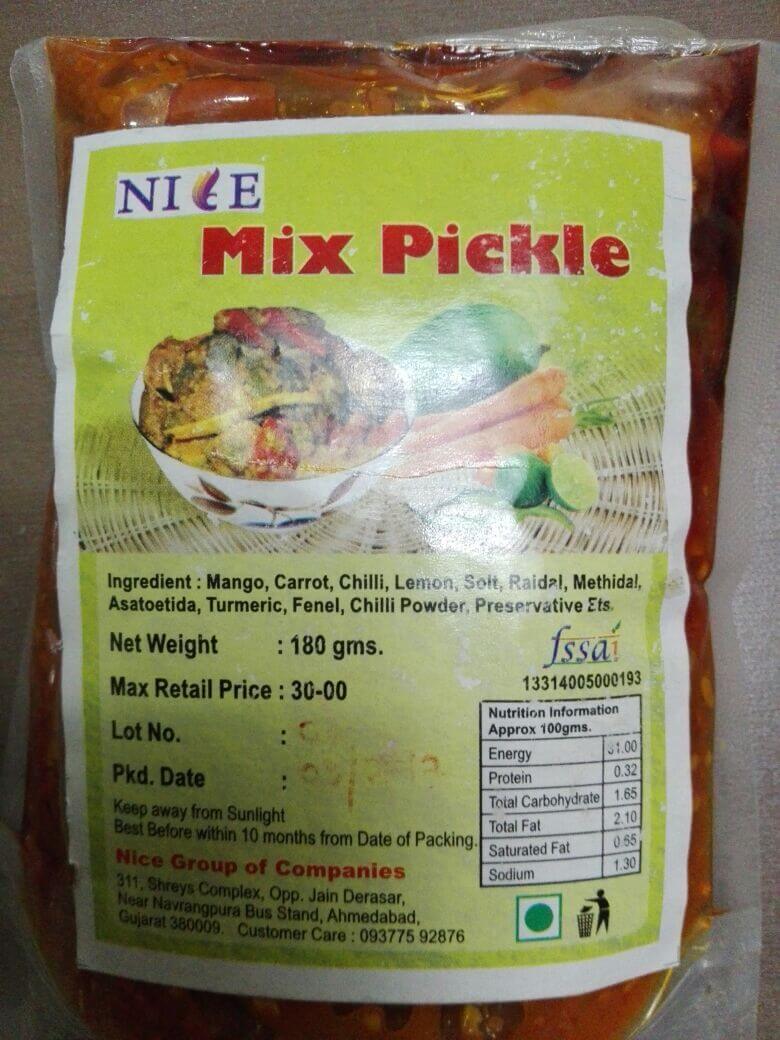 NICE
Mix Pickle
Ingredient : Mango, Carrot, Chilli, Lemon, Solt, Raidal, Methidal,
Asatoetida, Turmeric, Fenel, Chilli Powder, Preservative Ets.
Net Weight : 180 gms.
fssai
Max Retail Price : 30-00
13314005000193
Lot No. :
Pkd. Date :
Keep away from Sunlight
Best Before within 10 months from Date of Packing.
Nutrition Information
Approx 100gms.
Energy
Protein 0.32
Total Carbohydrate 1.65
Total Fat 2.10
Saturated Fat 0.65
Sodium 1.30
Nice Group of Companies
311, Shreys Complex, Opp. Jain Derasar,
Near Navrangpura Bus Stand, Ahmedabad,
Gujarat 380009. Customer Care : 093775 92876